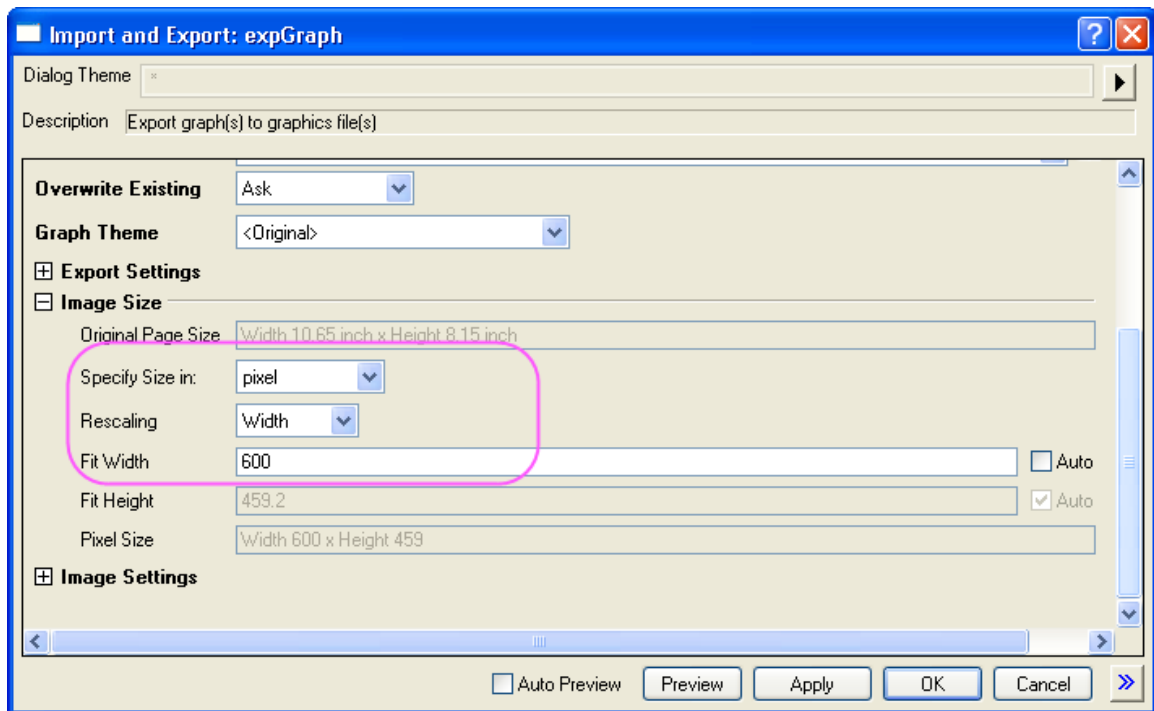 Import and Export: expGraph
Dialog Theme *
Description Export graph(s) to graphics file(s)
Overwrite Existing Ask
Graph Theme <Original>
Export Settings
Image Size
Original Page Size Width 10.65 inch x Height 8.15 inch
Specify Size in: pixel
Rescaling Width
Fit Width 600 Auto
Fit Height 459.2 Auto
Pixel Size Width 600 x Height 459
Image Settings
Auto Preview Preview Apply OK Cancel